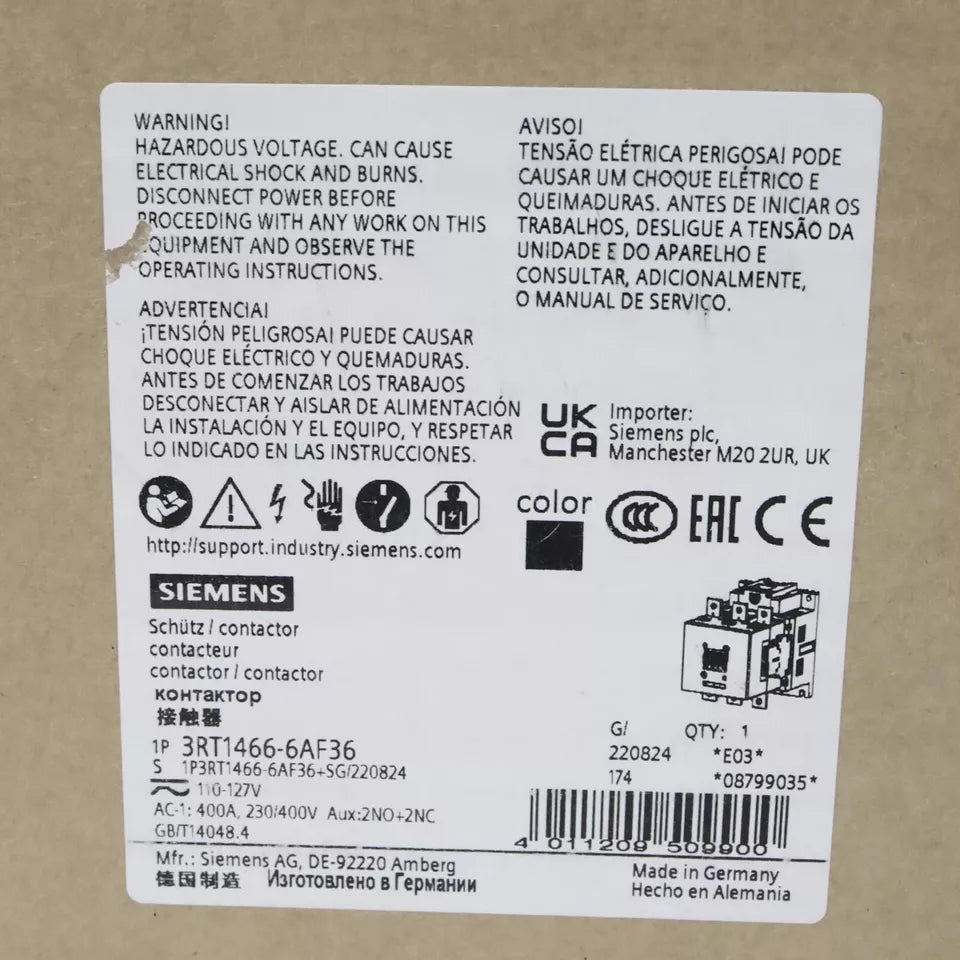 WARNING!
HAZARDOUS VOLTAGE. CAN CAUSE
ELECTRICAL SHOCK AND BURNS.
DISCONNECT POWER BEFORE
PROCEEDING WITH ANY WORK ON THIS
EQUIPMENT AND OBSERVE THE
OPERATING INSTRUCTIONS.
ADVERTENCIA!
¡TENSIÓN PELIGROSA! PUEDE CAUSAR
CHOQUE ELÉCTRICO Y QUEMADURAS.
ANTES DE COMENZAR LOS TRABAJOS
DESCONECTAR Y AISLAR DE ALIMENTACIÓN
LA INSTALACIÓN Y EL EQUIPO, Y RESPETAR
LO INDICADO EN LAS INSTRUCCIONES.
AVISO!
TENSÃO ELÉTRICA PERIGOSA! PODE
CAUSAR UM CHOQUE ELÉTRICO E
QUEIMADURAS. ANTES DE INICIAR OS
TRABALHOS, DESLIGUE A TENSÃO DA
UNIDADE E DO APARELHO E
CONSULTAR, ADICIONALMENTE,
O MANUAL DE SERVIÇO.
UK
CA
Importer:
Siemens plc,
Manchester M20 2UR, UK
color
CCC
EAC
CE
http://support.industry.siemens.com
SIEMENS
Schütz / contactor
contacteur
contactor / contactor
контактор
接触器
1P 3RT1466-6AF36
S 1P3RT1466-6AF36+SG/220824
110-127V
AC-1: 400A, 230/400V Aux:2NO+2NC
GB/T14048.4
G/ QTY: 1
220824 *E03*
174 *08799035*
4 011209 509900
Mfr.: Siemens AG, DE-92220 Amberg
德国制造 Изготовлено в Германии
Made in Germany
Hecho en Alemania